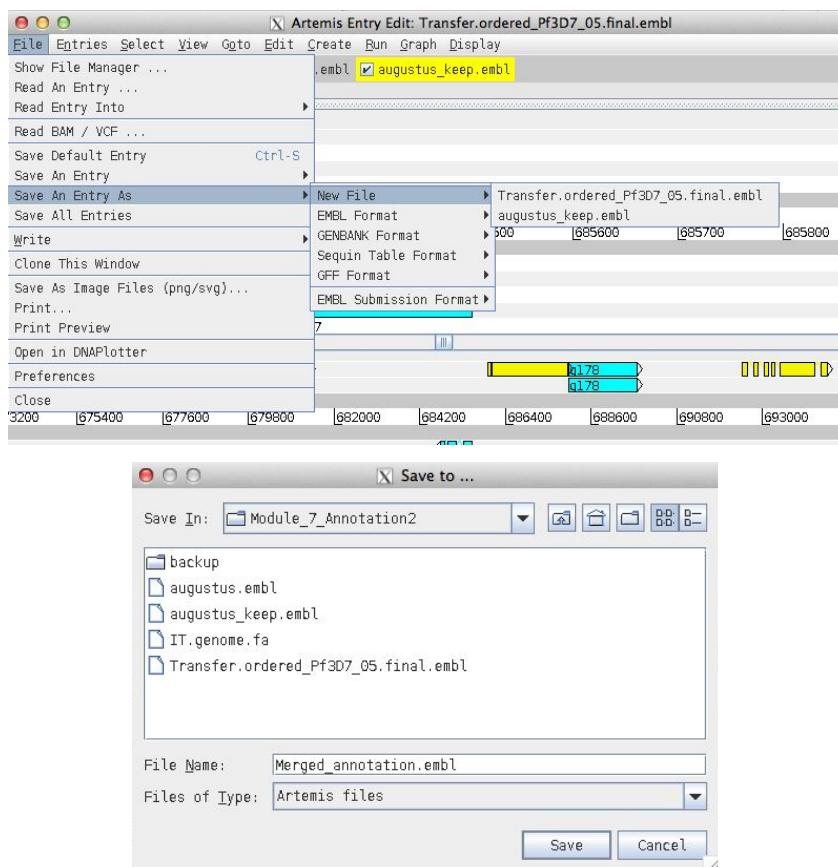 Artemis Entry Edit: Transfer.ordered_Pf3D7_05.final.embl
File Entries Select View Goto Edit Create Run Graph Display
Show File Manager ...
.embl augustus_keep.embl
Read An Entry ...
Read Entry Into
Read BAM / VCF ...
Save Default Entry Ctrl-S
Save An Entry
Save An Entry As New File Transfer.ordered_Pf3D7_05.final.embl
Save All Entries EMBL Format augustus_keep.embl
Write GENBANK Format 500 685600 685700 685800
Clone This Window Sequin Table Format
GFF Format
Save As Image Files (png/svg)...
Print... EMBL Submission Format
Print Preview 7
Open in DNAPlotter
Preferences q178
q178
Close
3200 675400 677600 679800 682000 684200 686400 688600 690800 693000
Save to ...
Save In: Module_7_Annotation2
backup
augustus.embl
augustus_keep.embl
IT.genome.fa
Transfer.ordered_Pf3D7_05.final.embl
File Name: Merged_annotation.embl
Files of Type: Artemis files
Save Cancel